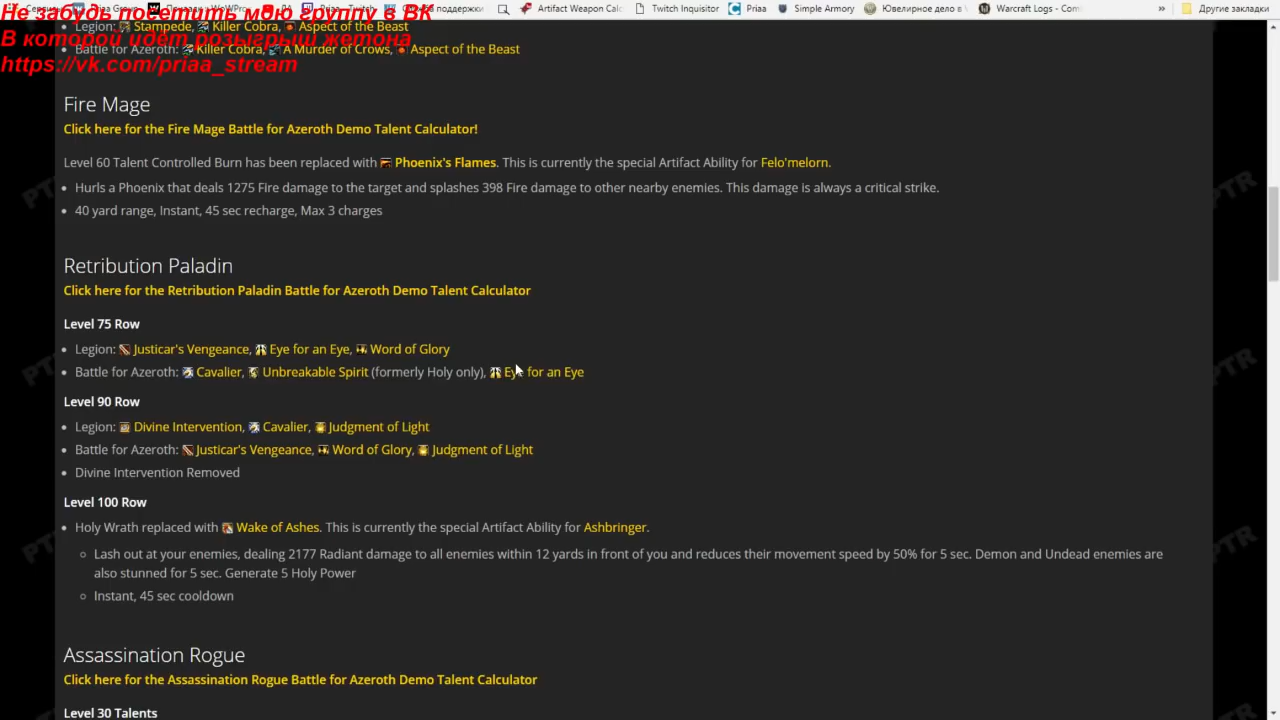 Priaa Twitch
Artifact Weapon Calc
Twitch Inquisitor
Priaa
Simple Armory
Ювелирное дело в
Warcraft Logs - Com
»
Другие закладки
Не забудь посетить мою группу в ВК
В которой идёт розыгрыш жетона
https://vk.com/priaa_stream
Legion: Stampede, Killer Cobra, Aspect of the Beast
Battle for Azeroth: Killer Cobra, A Murder of Crows, Aspect of the Beast
Fire Mage
Click here for the Fire Mage Battle for Azeroth Demo Talent Calculator!
Level 60 Talent Controlled Burn has been replaced with Phoenix's Flames. This is currently the special Artifact Ability for Felo'melorn.
Hurls a Phoenix that deals 1275 Fire damage to the target and splashes 398 Fire damage to other nearby enemies. This damage is always a critical strike.
40 yard range, Instant, 45 sec recharge, Max 3 charges
Retribution Paladin
Click here for the Retribution Paladin Battle for Azeroth Demo Talent Calculator
Level 75 Row
Legion: Justicar's Vengeance, Eye for an Eye, Word of Glory
Battle for Azeroth: Cavalier, Unbreakable Spirit (formerly Holy only), Eye for an Eye
Level 90 Row
Legion: Divine Intervention, Cavalier, Judgment of Light
Battle for Azeroth: Justicar's Vengeance, Word of Glory, Judgment of Light
Divine Intervention Removed
Level 100 Row
Holy Wrath replaced with Wake of Ashes. This is currently the special Artifact Ability for Ashbringer.
Lash out at your enemies, dealing 2177 Radiant damage to all enemies within 12 yards in front of you and reduces their movement speed by 50% for 5 sec. Demon and Undead enemies are
also stunned for 5 sec. Generate 5 Holy Power
Instant, 45 sec cooldown
Assassination Rogue
Click here for the Assassination Rogue Battle for Azeroth Demo Talent Calculator
Level 30 Talents